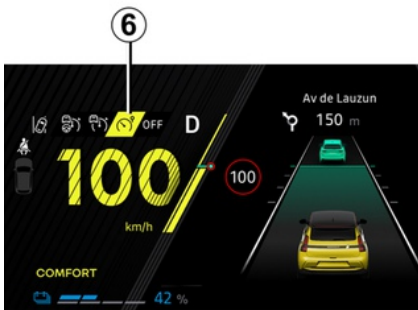 6
Av de Lauzun
150 m
OFF
D
100
100
km/h
COMFORT
42 %